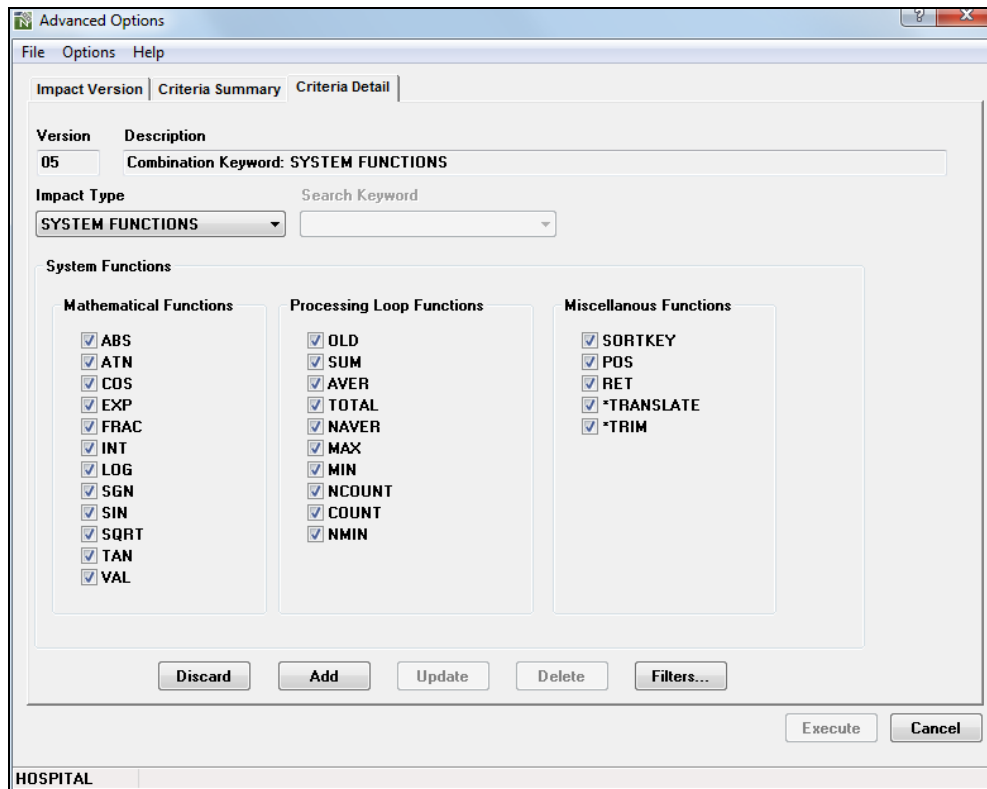 Advanced Options
File Options Help
Impact Version Criteria Summary Criteria Detail
Version Description
05 Combination Keyword: SYSTEM FUNCTIONS
Impact Type Search Keyword
SYSTEM FUNCTIONS
System Functions
Mathematical Functions Processing Loop Functions Miscellanous Functions
ABS OLD SORTKEY
ATN SUM POS
COS AVER RET
EXP TOTAL *TRANSLATE
FRAC NAVER *TRIM
INT MAX
LOG MIN
SGN NCOUNT
SIN COUNT
SQRT NMIN
TAN
VAL
Discard Add Update Delete Filters...
Execute Cancel
HOSPITAL